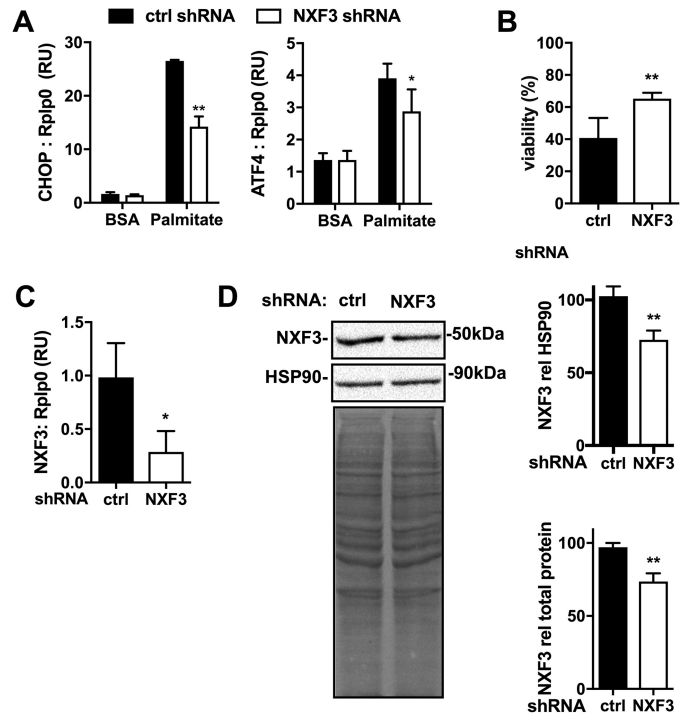 A
ctrl shRNA
NXF3 shRNA
CHOP : Rplp0 (RU)
30
20
10
0
**
BSA
Palmitate
ATF4 : Rplp0 (RU)
5
4
3
2
1
0
*
BSA
Palmitate
B
viability (%)
100
80
60
40
20
0
**
ctrl
NXF3
shRNA
C
NXF3: Rplp0 (RU)
1.5
1.0
0.5
0.0
*
shRNA
ctrl
NXF3
D
shRNA: ctrl NXF3
NXF3-
-50kDa
HSP90-
-90kDa
NXF3 rel HSP90
100
50
0
**
shRNA
ctrl
NXF3
NXF3 rel total protein
100
50
0
**
shRNA
ctrl
NXF3